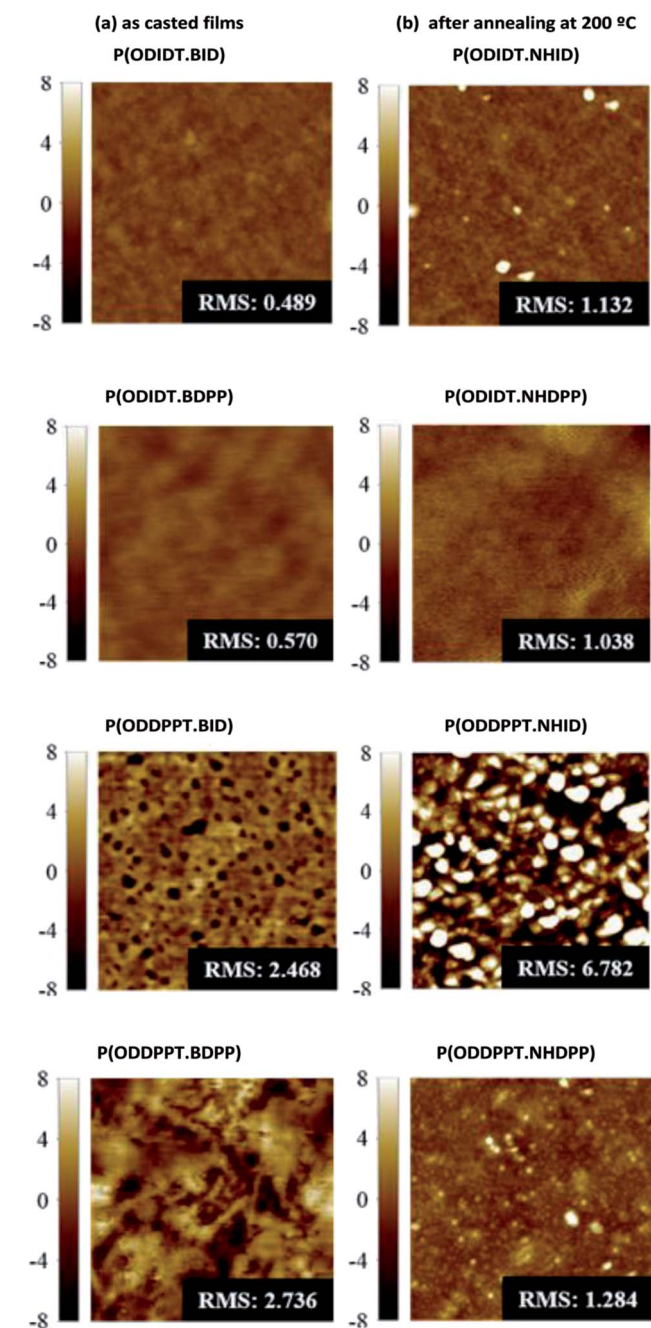 (a) as casted films
(b) after annealing at 200 ºC
P(ODIDT.BID)
P(ODIDT.NHID)
8
4
0
-4
-8
RMS: 0.489
8
4
0
-4
-8
RMS: 1.132
P(ODIDT.BDPP)
P(ODIDT.NHDPP)
8
4
0
-4
-8
RMS: 0.570
8
4
0
-4
-8
RMS: 1.038
P(ODDPPT.BID)
P(ODDPPT.NHID)
8
4
0
-4
-8
RMS: 2.468
8
4
0
-4
-8
RMS: 6.782
P(ODDPPT.BDPP)
P(ODDPPT.NHDPP)
8
4
0
-4
-8
RMS: 2.736
8
4
0
-4
-8
RMS: 1.284